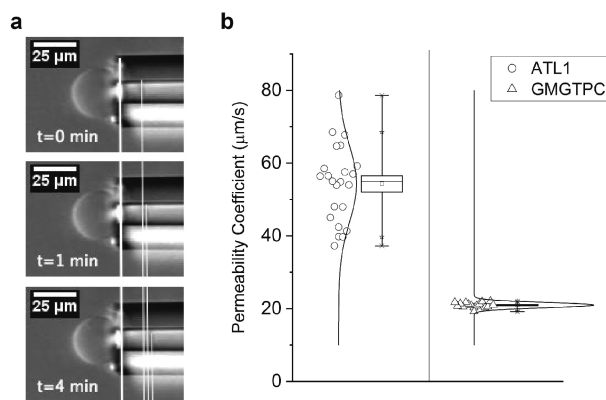 a
25 µm
t=0 min
25 µm
t=1 min
25 µm
t=4 min
b
Permeability Coefficient (µm/s)
80
60
40
20
0
ATL1
GMGTPC